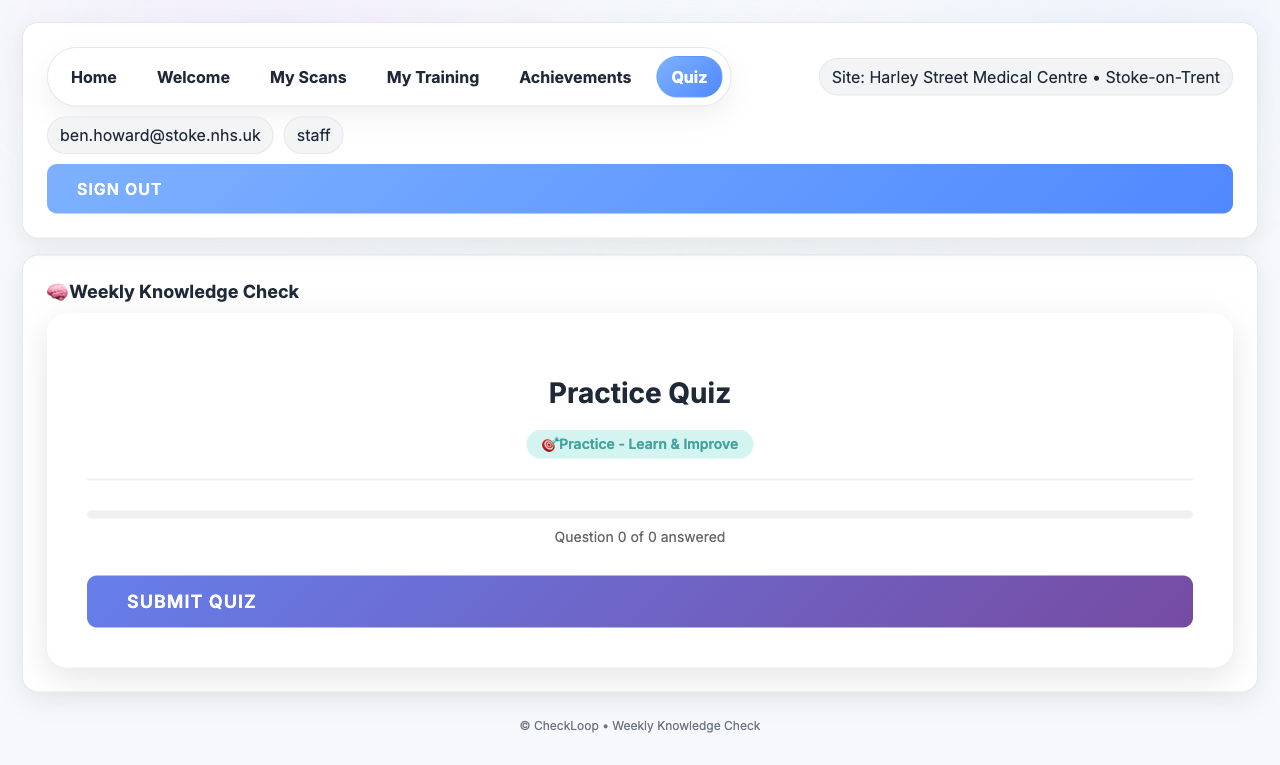 Home Welcome My Scans My Training Achievements Quiz
Site: Harley Street Medical Centre • Stoke-on-Trent
ben.howard@stoke.nhs.uk staff
SIGN OUT
🧠Weekly Knowledge Check
Practice Quiz
🎯Practice - Learn & Improve
Question 0 of 0 answered
SUBMIT QUIZ
© CheckLoop • Weekly Knowledge Check